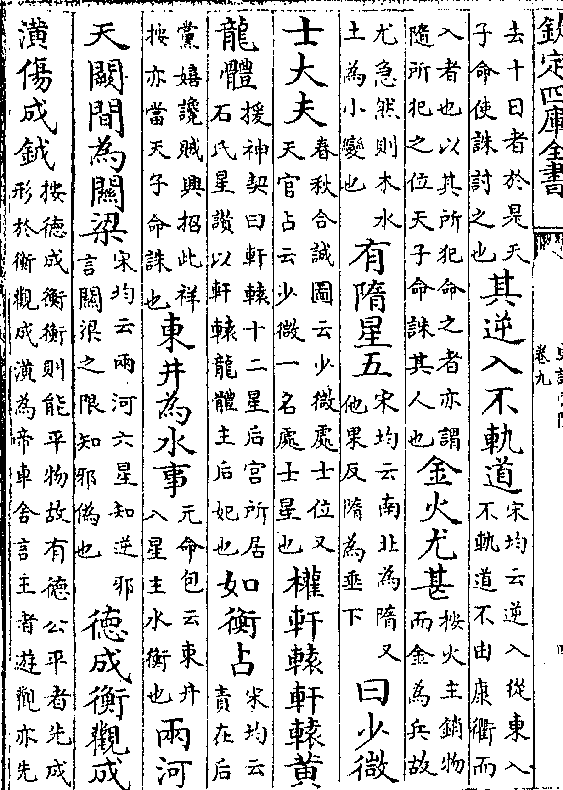 欽定四庫全書
卷九
去十日者於是天
子命使誅討之也
其逆入不軌道
宋均云逆入從東入
不軌道不由康衢而
入者也以其所犯命之者亦謂
隨所犯之位天子命誅其人也
金火尤甚
按火主銷物
而金為兵故
尤急然則木水
土為小變也
有隋星五
宋均云南北為隋又
他果反隋為垂下
曰少微
士大夫
春秋合誠圖云少微處士位又
天官占云少微一名處士星也
權軒轅軒轅黄
龍體
援神契曰軒轅十二星后宫所居
石氏星讃以軒轅龍體主后妃也
如衡占
宋均云
責在后
黨嬉讒賊興招此祥
按亦當天子命誅也
東井為水事
元命包云東井
八星主水衡也
兩河
天闕間為闗梁
宋均云兩河六星知逆邪
言闗梁之限知邪偽也
德成衡觀成
潢傷成鉞
按德成衡衡則能平物故有德公平者先成
形於衡觀成潢為帝車舍言主者遊觀亦先